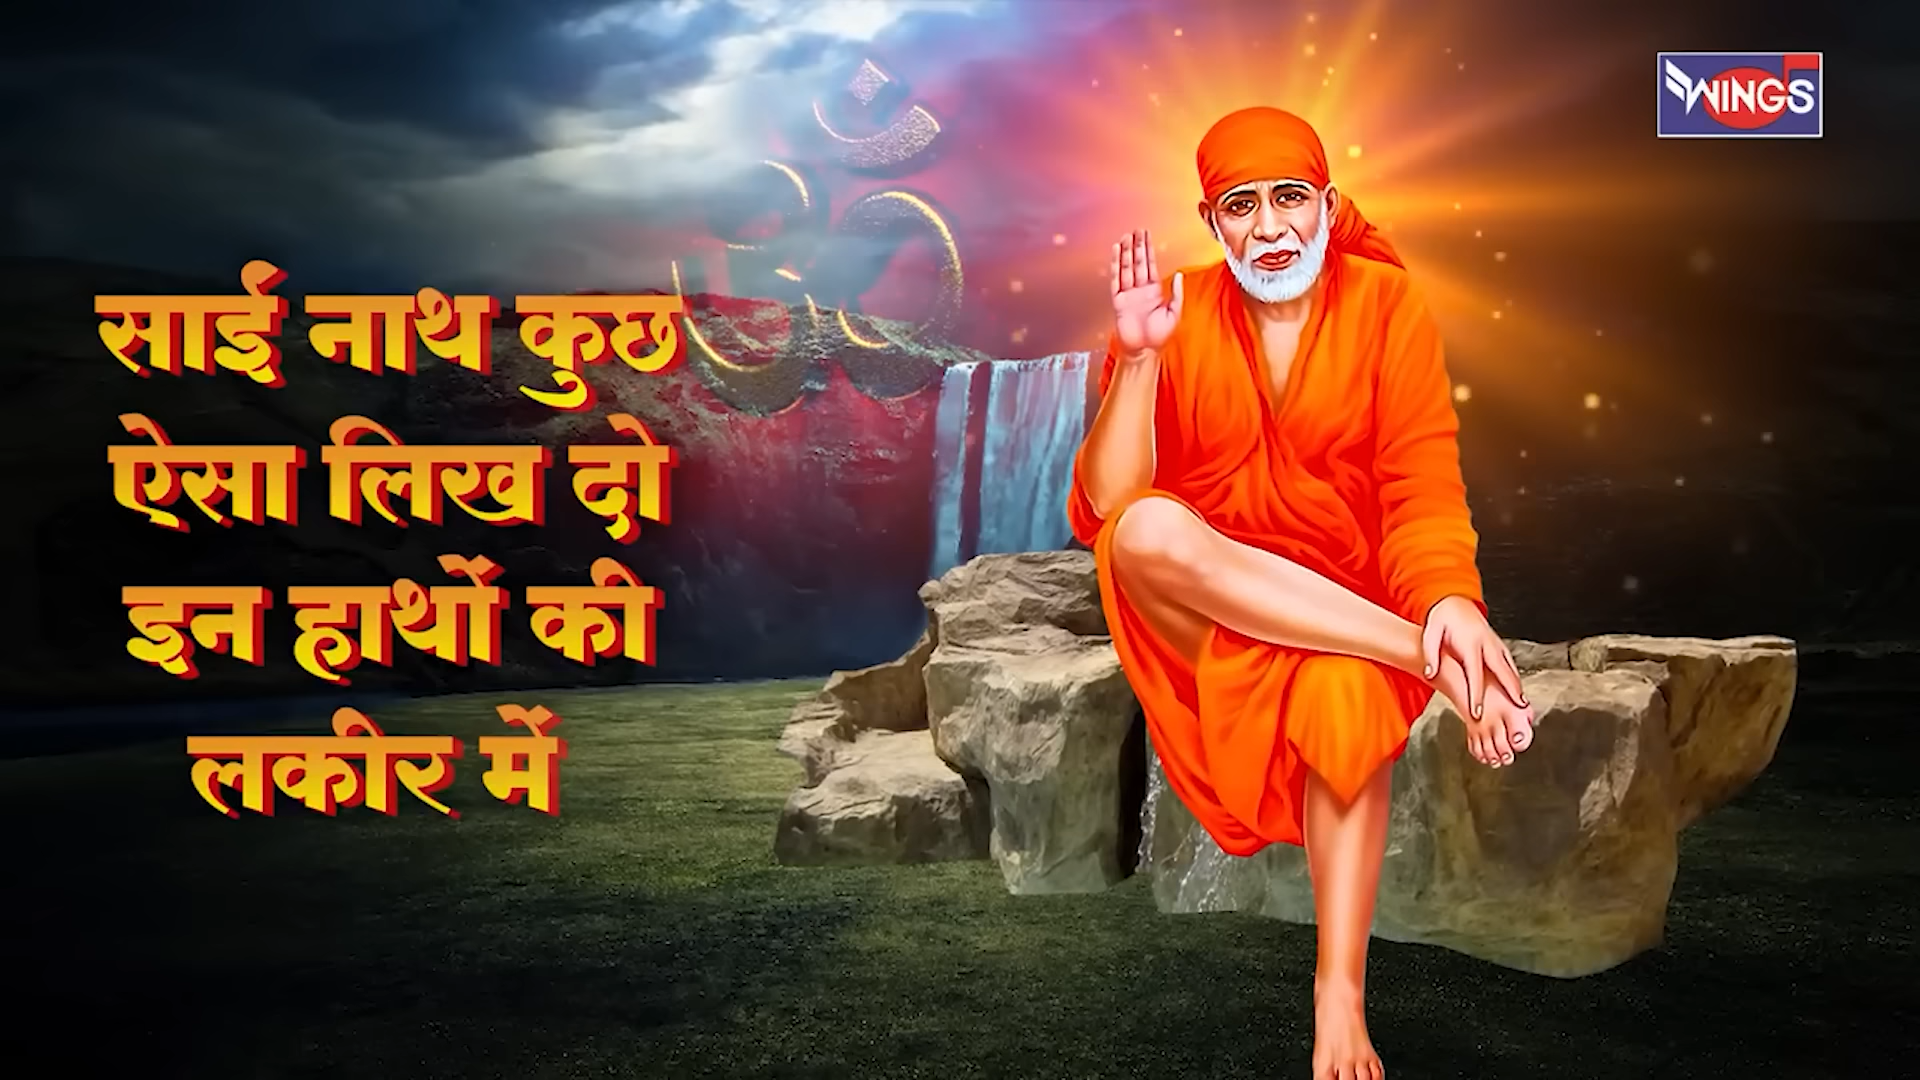 साई नाथ कुछ
ऐसा लिख दो
इन हाथों की
लकीर में
WINGS